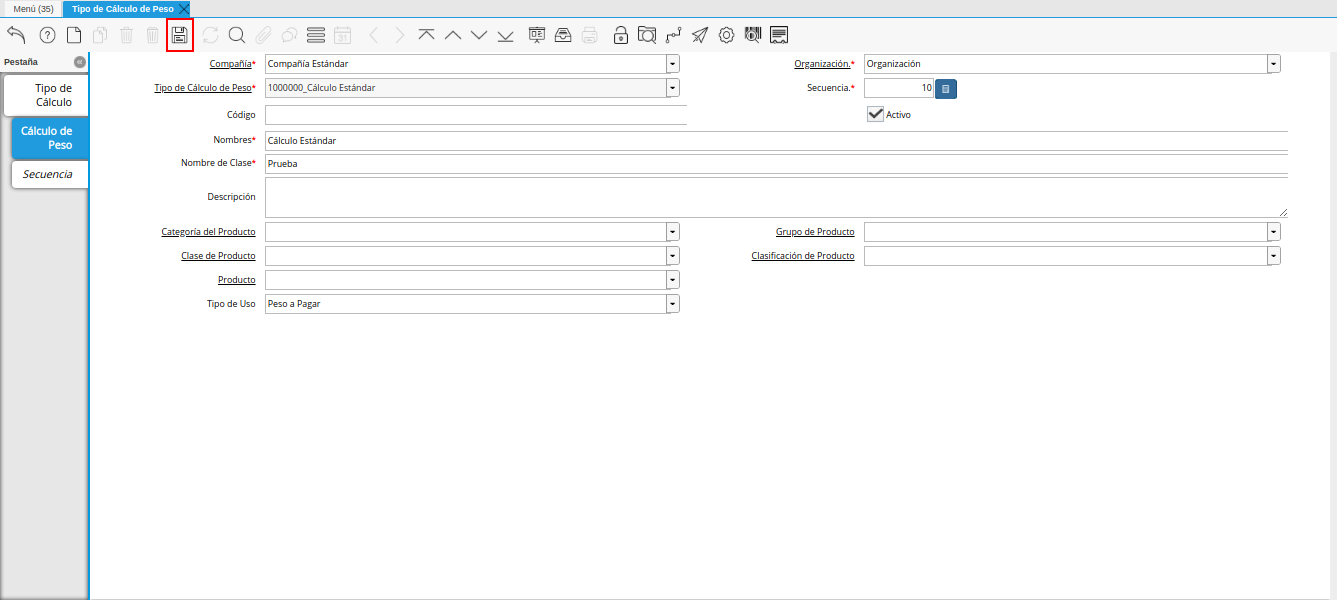 Menú (35)
Tipo de Cálculo de Peso
Pestaña
Tipo de
Cálculo
Cálculo de
Peso
Secuencia
Compañía* Compañía Estándar Organización.* Organización
Tipo de Cálculo de Peso* 1000000_Cálculo Estándar Secuencia.* 10
Código Activo
Nombres* Cálculo Estándar
Nombre de Clase* Prueba
Descripción
Categoría del Producto Grupo de Producto
Clase de Producto Clasificación de Producto
Producto
Tipo de Uso Peso a Pagar